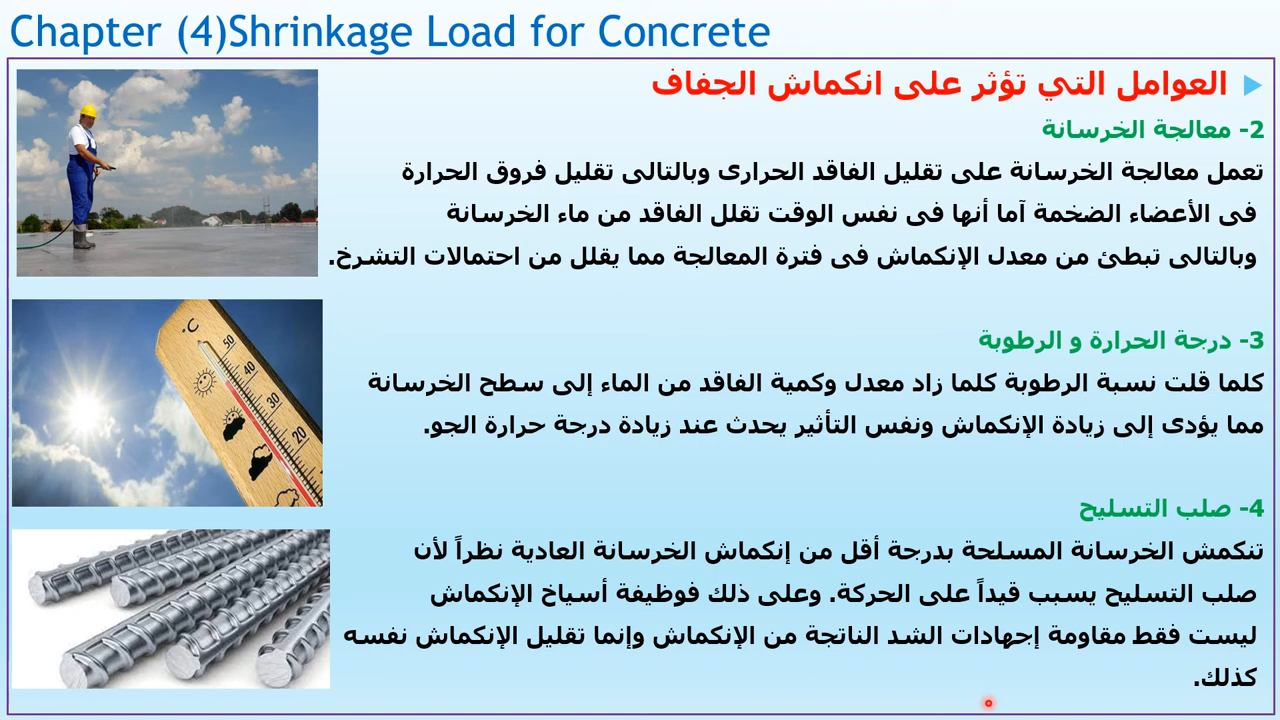 Chapter (4)Shrinkage Load for Concrete
العوامل التي تؤثر على انكماش الجفاف
2- معالجة الخرسانة
تعمل معالجة الخرسانة على تقليل الفاقد الحرارى وبالتالى تقليل فروق الحرارة
فى الأعضاء الضخمة آما أنها فى نفس الوقت تقلل الفاقد من ماء الخرسانة
وبالتالى تبطئ من معدل الإنكماش فى فترة المعالجة مما يقلل من احتمالات التشرخ.
3- درجة الحرارة و الرطوبة
كلما قلت نسبة الرطوبة كلما زاد معدل وكمية الفاقد من الماء إلى سطح الخرسانة
مما يؤدى إلى زيادة الإنكماش ونفس التأثير يحدث عند زيادة درجة حرارة الجو.
°C
50
40
30
20
4- صلب التسليح
تنكمش الخرسانة المسلحة بدرجة أقل من إنكماش الخرسانة العادية نظراً لأن
صلب التسليح يسبب قيداً على الحركة. وعلى ذلك فوظيفة أسياخ الإنكماش
ليست فقط مقاومة إجهادات الشد الناتجة من الإنكماش وإنما تقليل الإنكماش نفسه
كذلك.